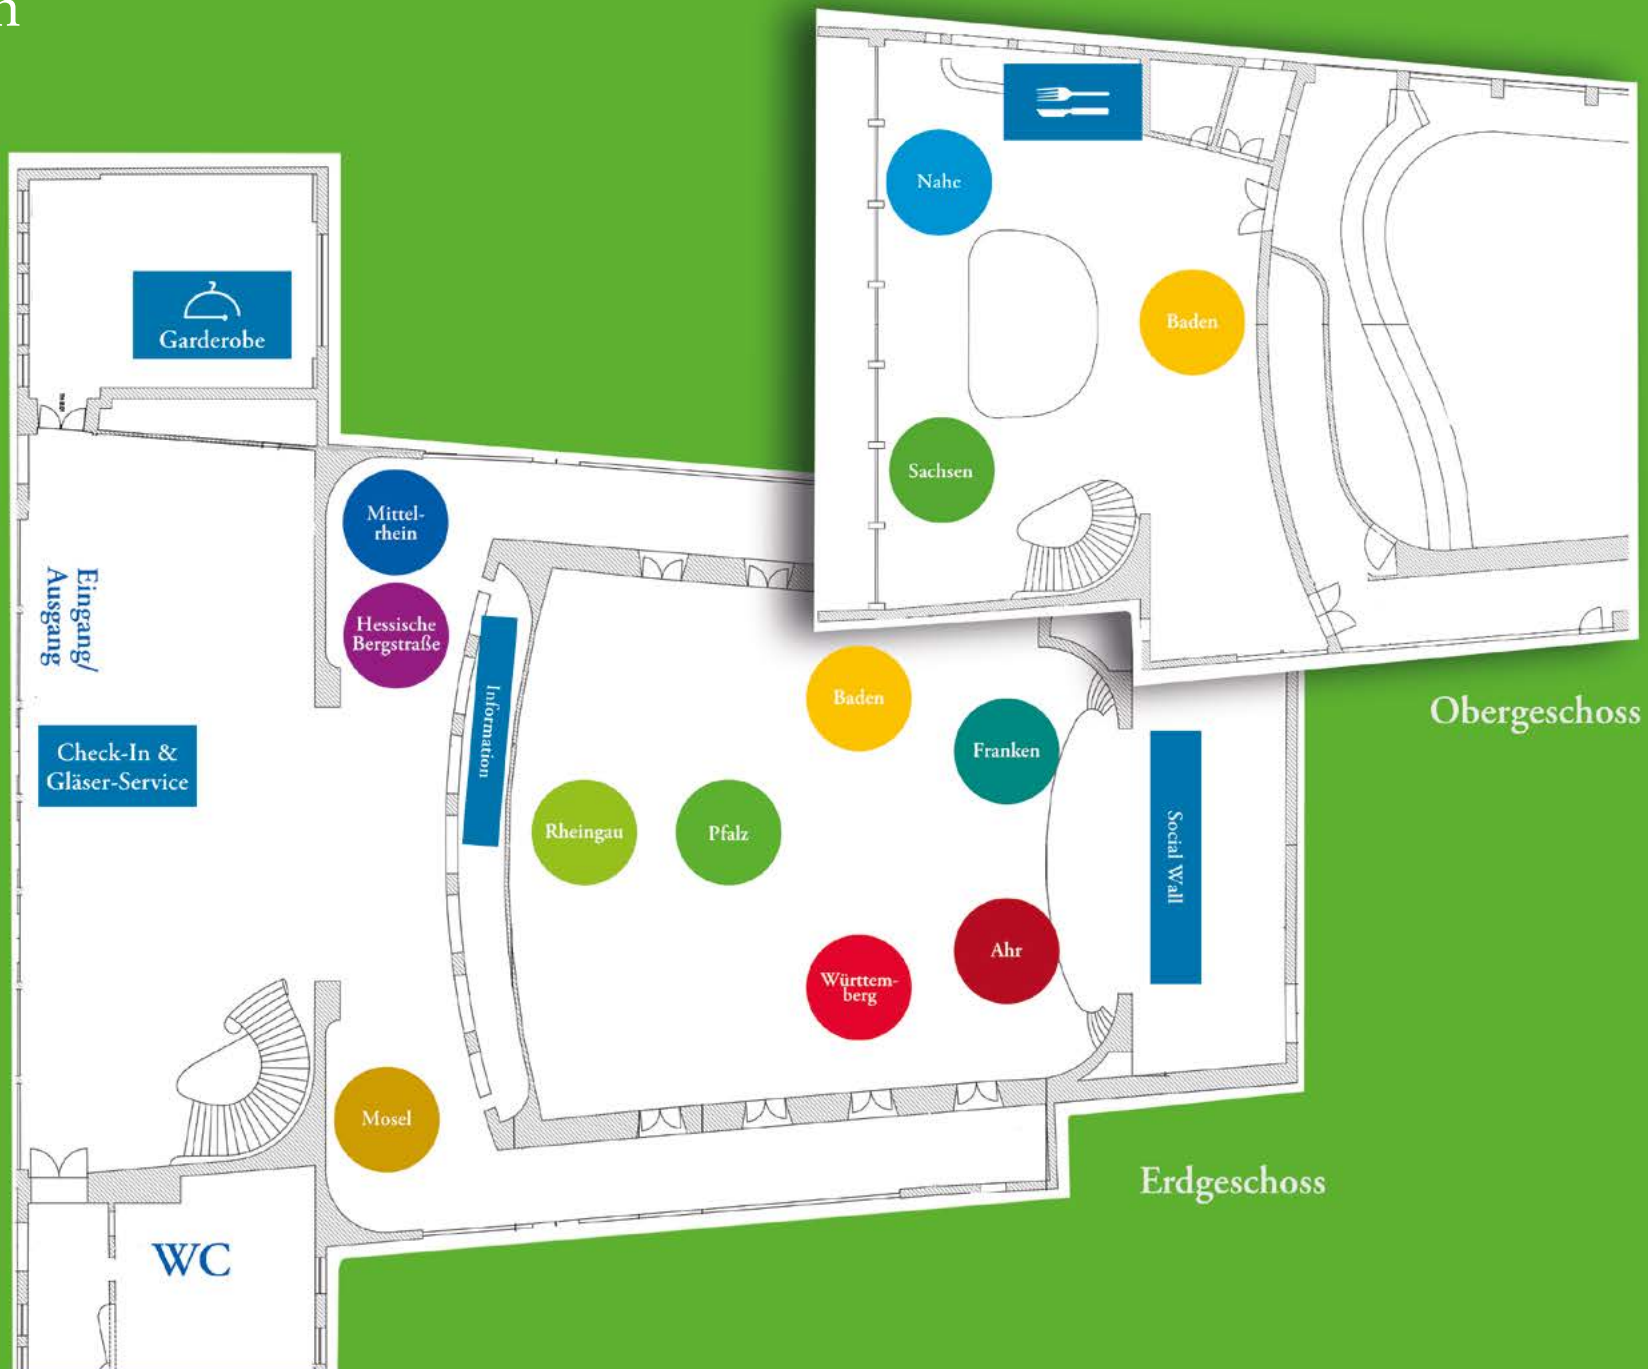 n
Nahe
Baden
Sachsen
Obergeschoss
Garderobe
Mittel-
rhein
Hessische
Bergstraße
Eingang/
Ausgang
Information
Check-In &
Gläser-Service
Baden
Franken
Rheingau
Pfalz
Social Wall
Württem-
berg
Ahr
Mosel
Erdgeschoss
WC